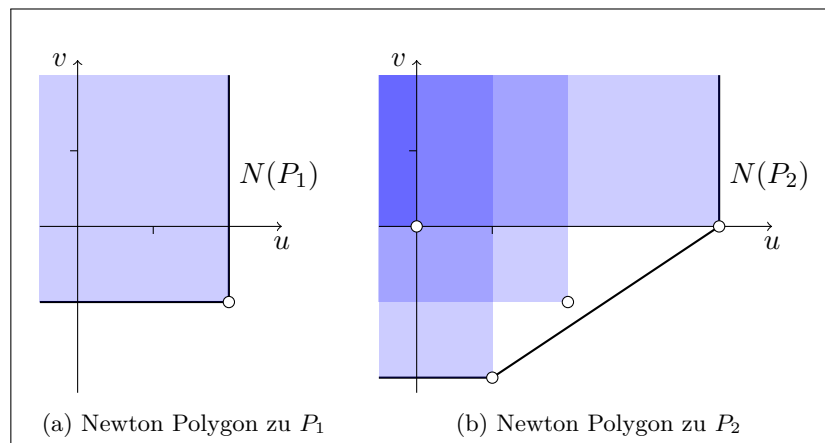 v
v
N(P₁)
N(P₂)
u
u
(a) Newton Polygon zu P₁
(b) Newton Polygon zu P₂